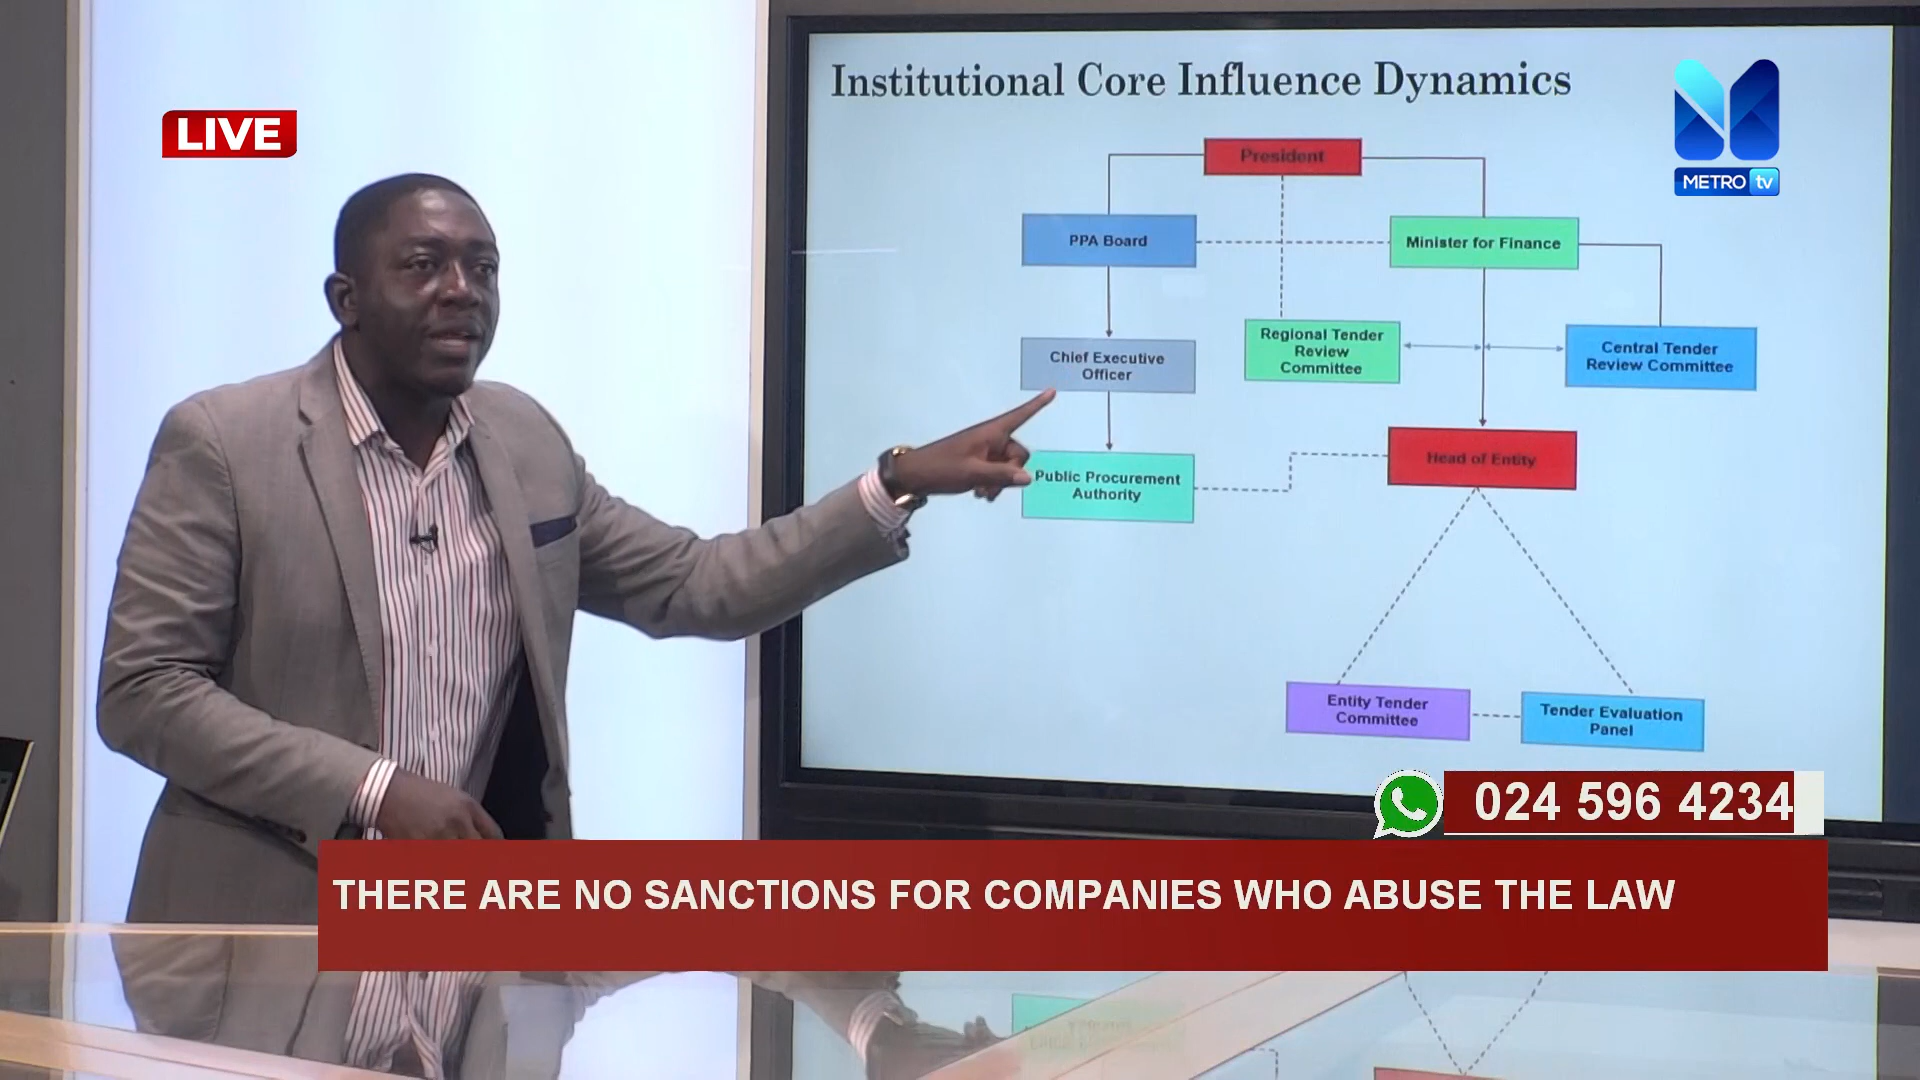 LIVE
Institutional Core Influence Dynamics
METRO tv
President
PPA Board
Minister for Finance
Regional Tender
Review
Committee
Central Tender
Review Committee
Chief Executive
Officer
Head of Entity
Public Procurement
Authority
Entity Tender
Committee
Tender Evaluation
Panel
024 596 4234
THERE ARE NO SANCTIONS FOR COMPANIES WHO ABUSE THE LAW